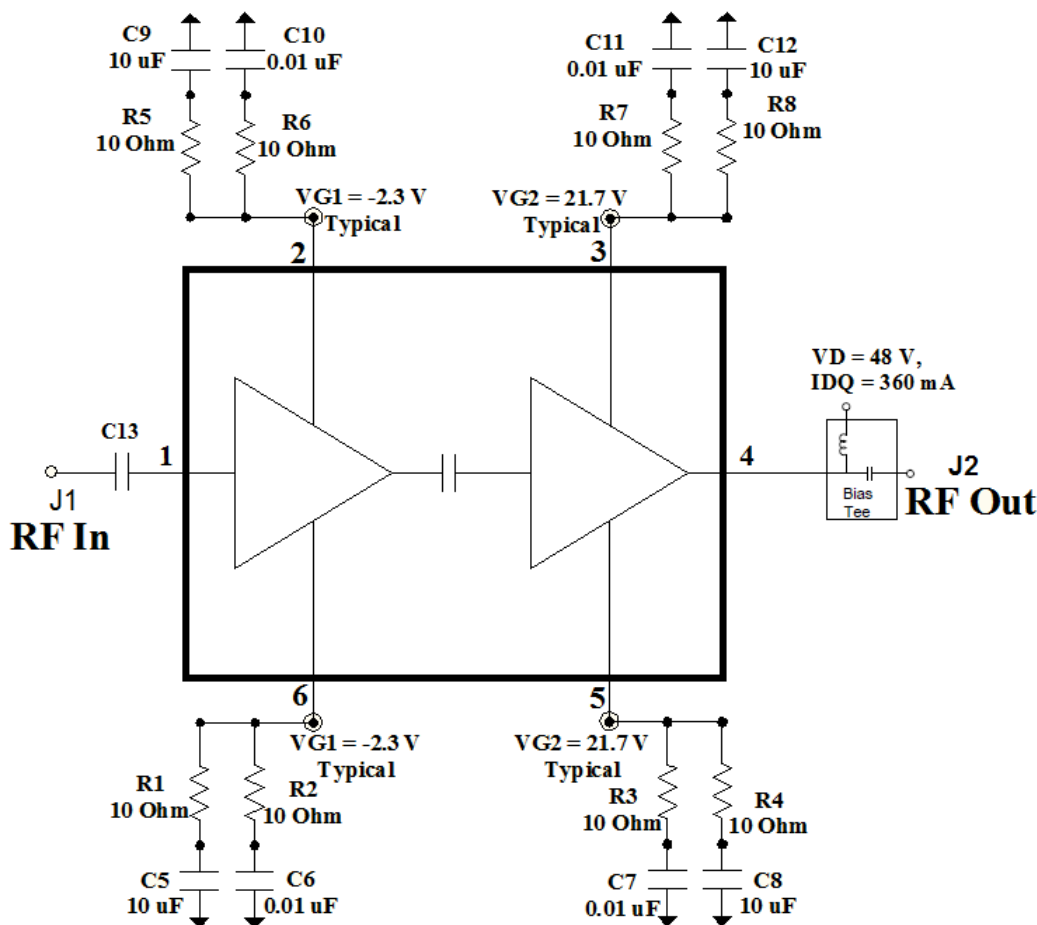 C9
10 uF
C10
0.01 uF
C11
0.01 uF
C12
10 uF
R5
10 Ohm
R6
10 Ohm
R7
10 Ohm
R8
10 Ohm
VG1 = -2.3 V
Typical
VG2 = 21.7 V
Typical
2
3
VD = 48 V,
IDQ = 360 mA
C13
1
4
J1
RF In
Bias
Tee
J2
RF Out
6
5
VG1 = -2.3 V
Typical
VG2 = 21.7 V
Typical
R1
10 Ohm
R2
10 Ohm
R3
10 Ohm
R4
10 Ohm
C5
10 uF
C6
0.01 uF
C7
0.01 uF
C8
10 uF